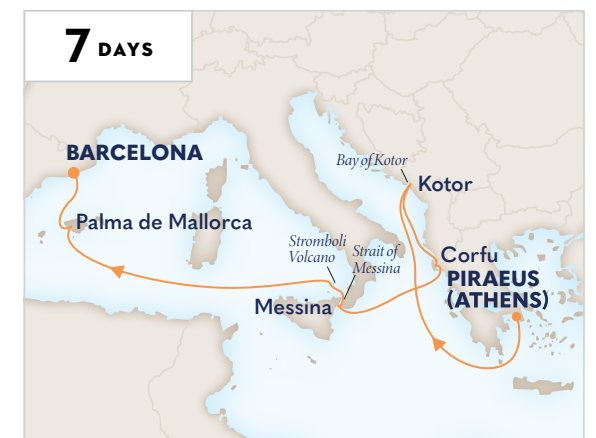 7 DAYS
BARCELONA
Bay of Kotor
Kotor
Palma de Mallorca
Stromboli
Volcano
Strait of
Messina
Corfu
PIRAEUS
(ATHENS)
Messina